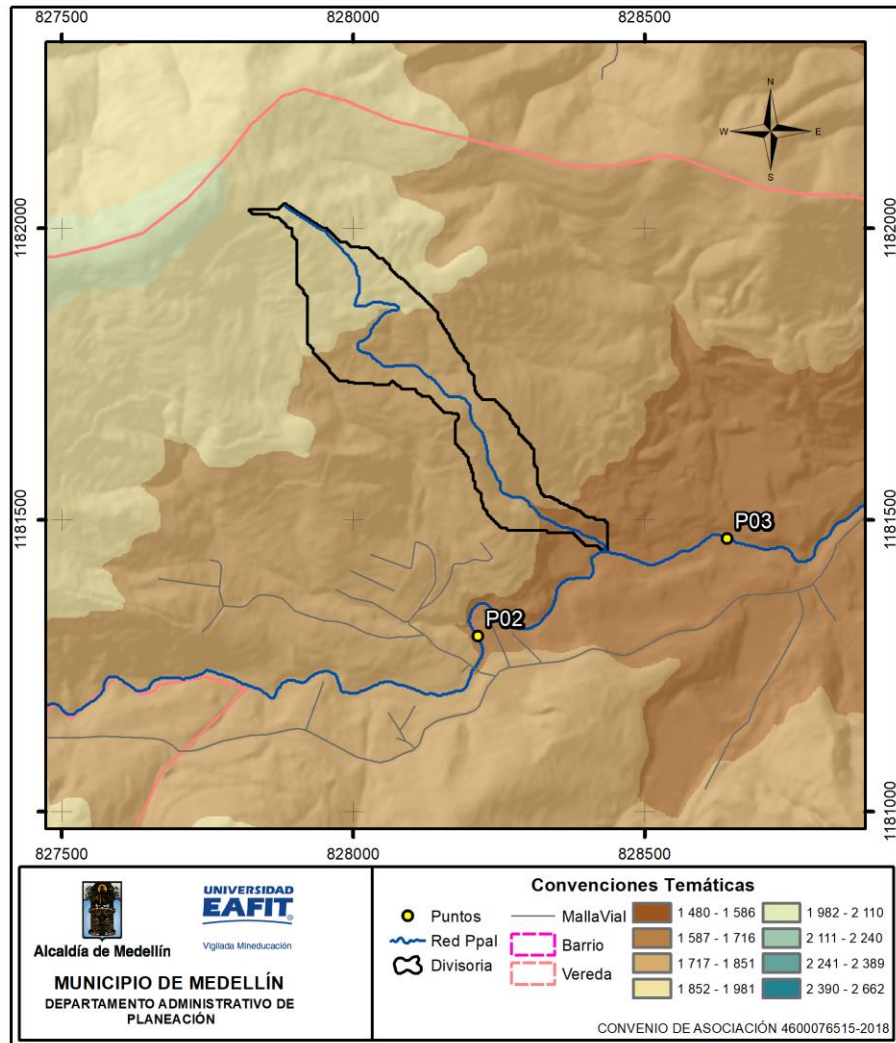 827500 828000 828500
1182000 1182000
N
W E
S
1181500 1181500
P03
P02
1181000 1181000
827500 828000 828500
Alcaldía de Medellín
UNIVERSIDAD
EAFIT
®
Vigilada Mineducación
MUNICIPIO DE MEDELLÍN
DEPARTAMENTO ADMINISTRATIVO DE
PLANEACIÓN
Convenciones Temáticas
Puntos
Red Ppal
Divisoria
MallaVial
Barrio
Vereda
1 480 - 1 586
1 587 - 1 716
1 717 - 1 851
1 852 - 1 981
1 982 - 2 110
2 111 - 2 240
2 241 - 2 389
2 390 - 2 662
CONVENIO DE ASOCIACIÓN 4600076515-2018